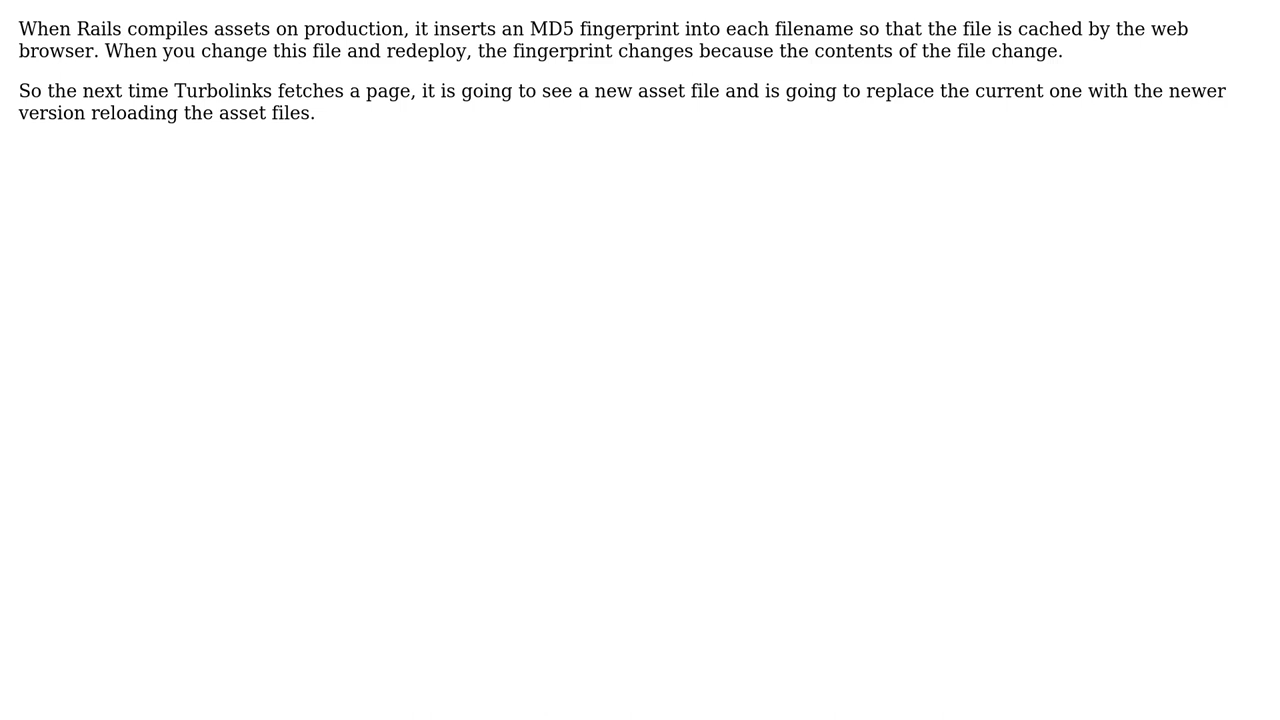 When Rails compiles assets on production, it inserts an MD5 fingerprint into each filename so that the file is cached by the web
browser. When you change this file and redeploy, the fingerprint changes because the contents of the file change.
So the next time Turbolinks fetches a page, it is going to see a new asset file and is going to replace the current one with the newer
version reloading the asset files.